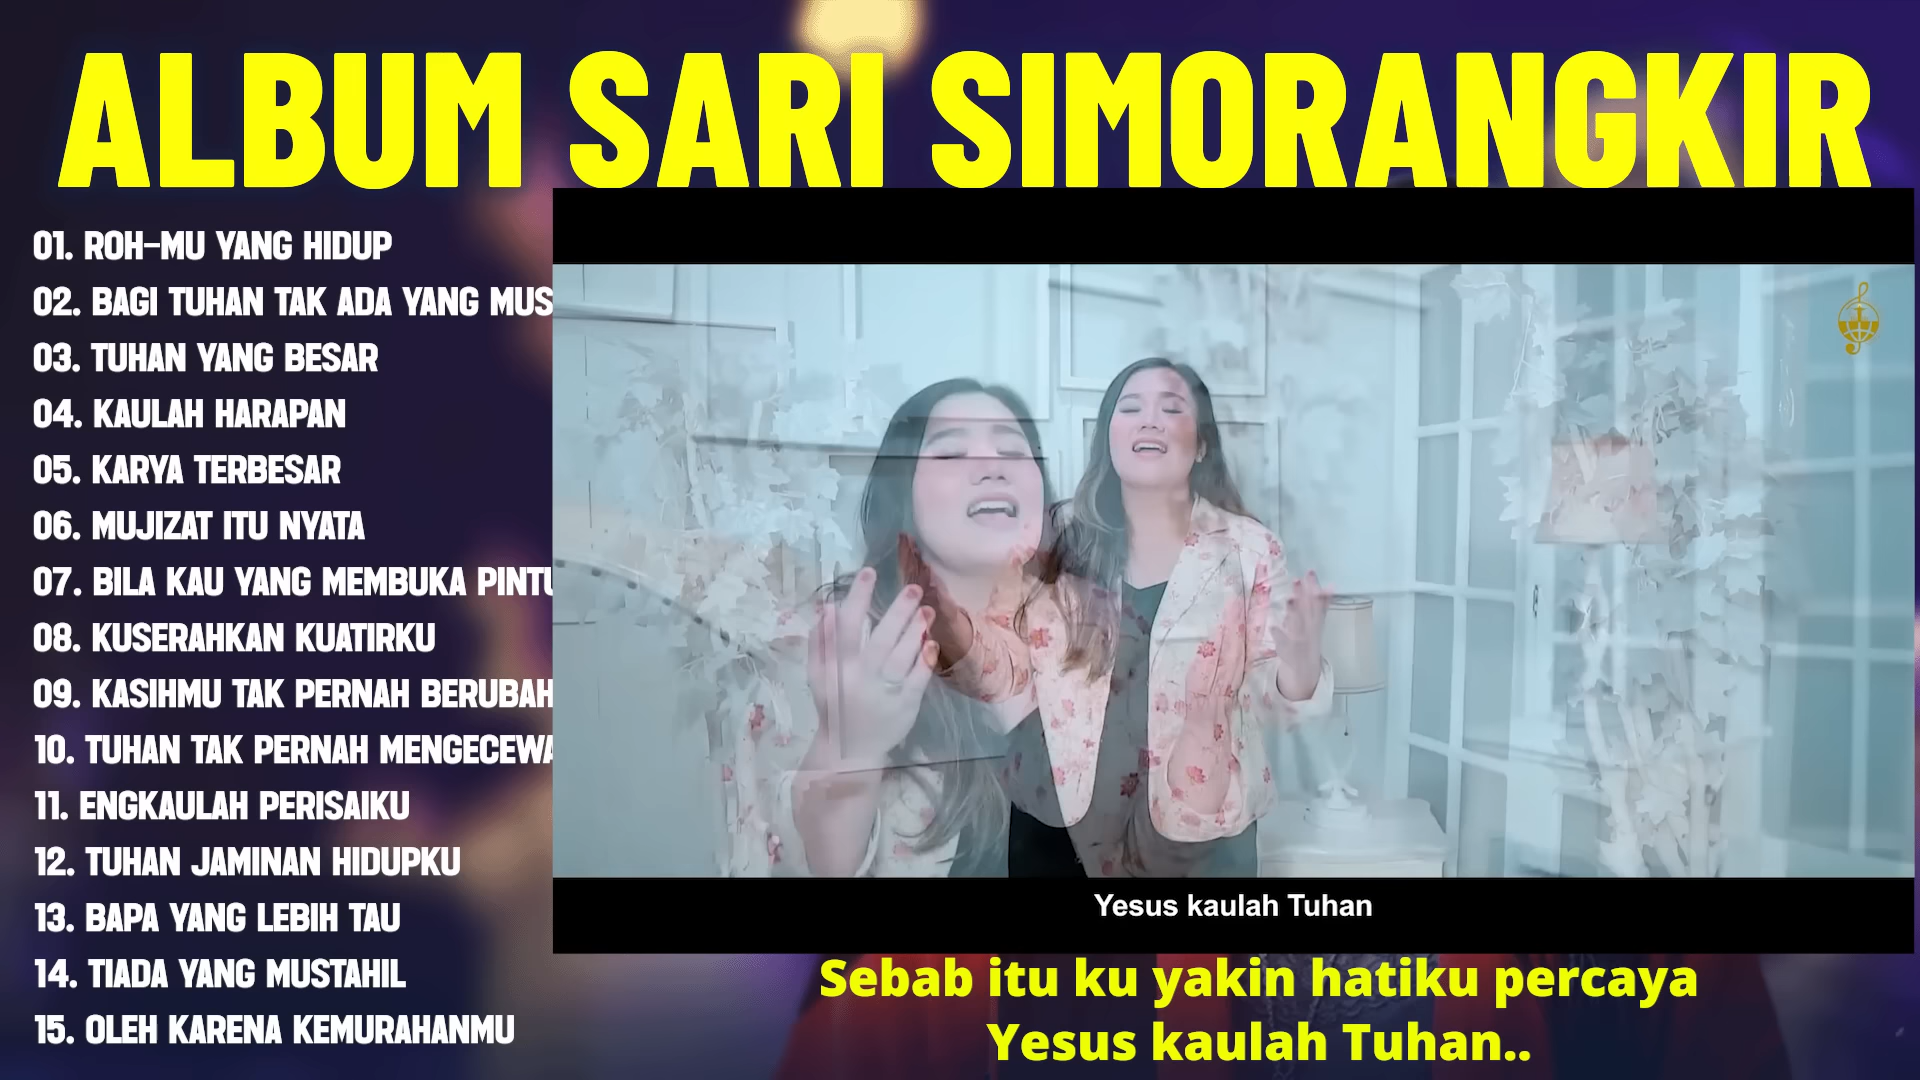 ALBUM SARI SIMORANGKIR
01. ROH-MU YANG HIDUP
02. BAGI TUHAN TAK ADA YANG MUS
03. TUHAN YANG BESAR
04. KAULAH HARAPAN
05. KARYA TERBESAR
06. MUJIZAT ITU NYATA
07. BILA KAU YANG MEMBUKA PINTU
08. KUSERAHKAN KUATIRKU
09. KASIHMU TAK PERNAH BERUBAH
10. TUHAN TAK PERNAH MENGECEWA
11. ENGKAULAH PERISAIKU
12. TUHAN JAMINAN HIDUPKU
13. BAPA YANG LEBIH TAU
14. TIADA YANG MUSTAHIL
15. OLEH KARENA KEMURAHANMU
Yesus kaulah Tuhan
Sebab itu ku yakin hatiku percaya
Yesus kaulah Tuhan..